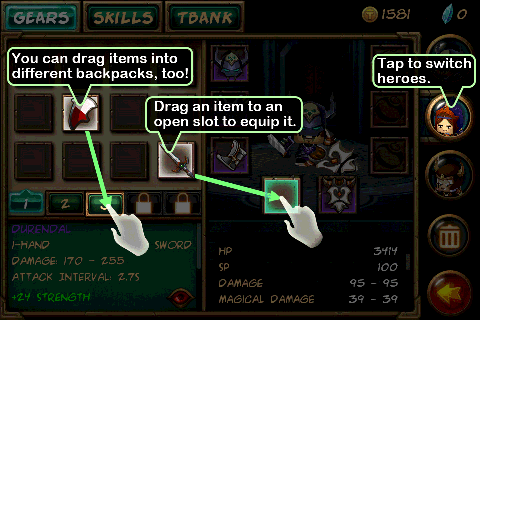 GEARS
SKILLS
TBANK
1581
0
You can drag items into
different backpacks, too!
Tap to switch
heroes.
Drag an item to an
open slot to equip it.
1
2
3
DURENDAL
1-HAND
SWORD
DAMAGE: 170 - 255
ATTACK INTERVAL: 2.75
+24 STRENGTH
HP
3414
SP
100
DAMAGE
95 - 95
MAGICAL DAMAGE
39 - 39